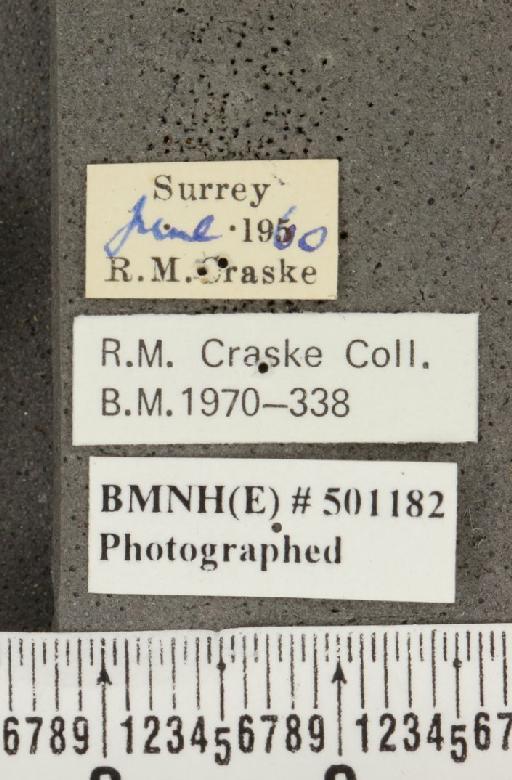 Surrey
June ·1960
R.M. Craske
R.M. Craske Coll.
B.M.1970–338
BMNH(E) # 501182
Photographed
6789 123456789 1234567